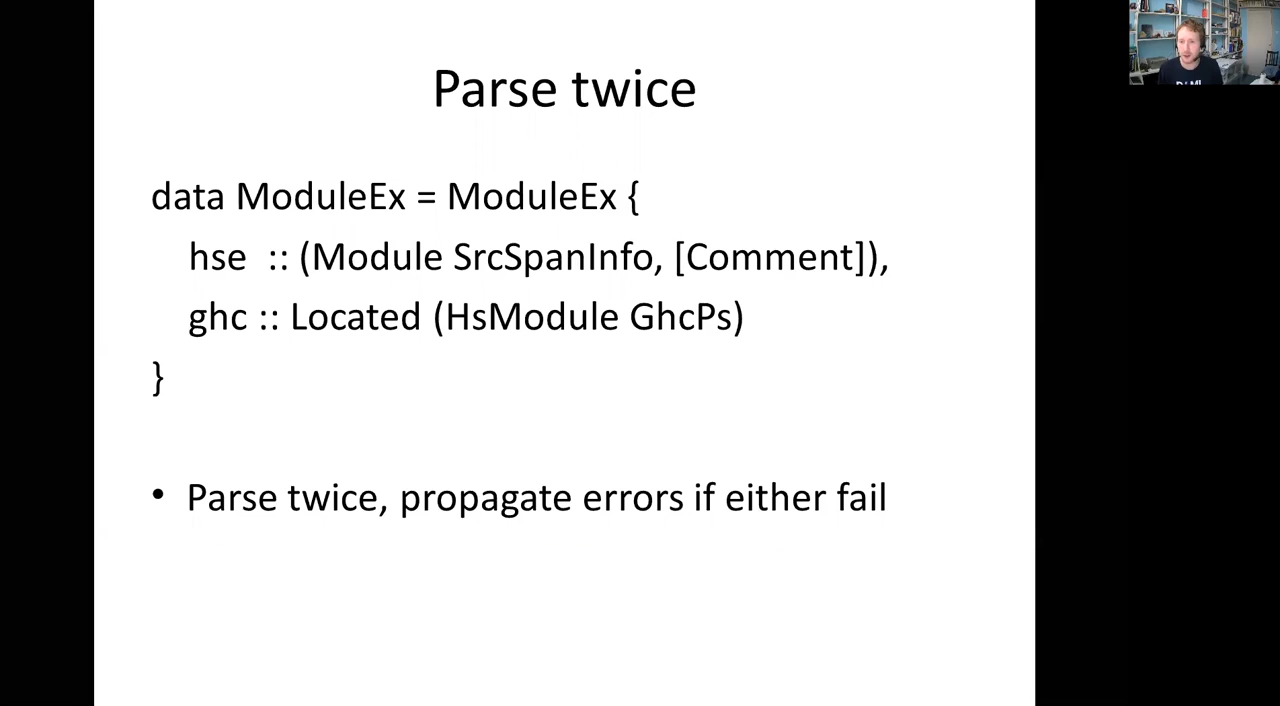 Parse twice
data ModuleEx = ModuleEx {
hse :: (Module SrcSpanInfo, [Comment]),
ghc :: Located (HsModule GhcPs)
}
• Parse twice, propagate errors if either fail